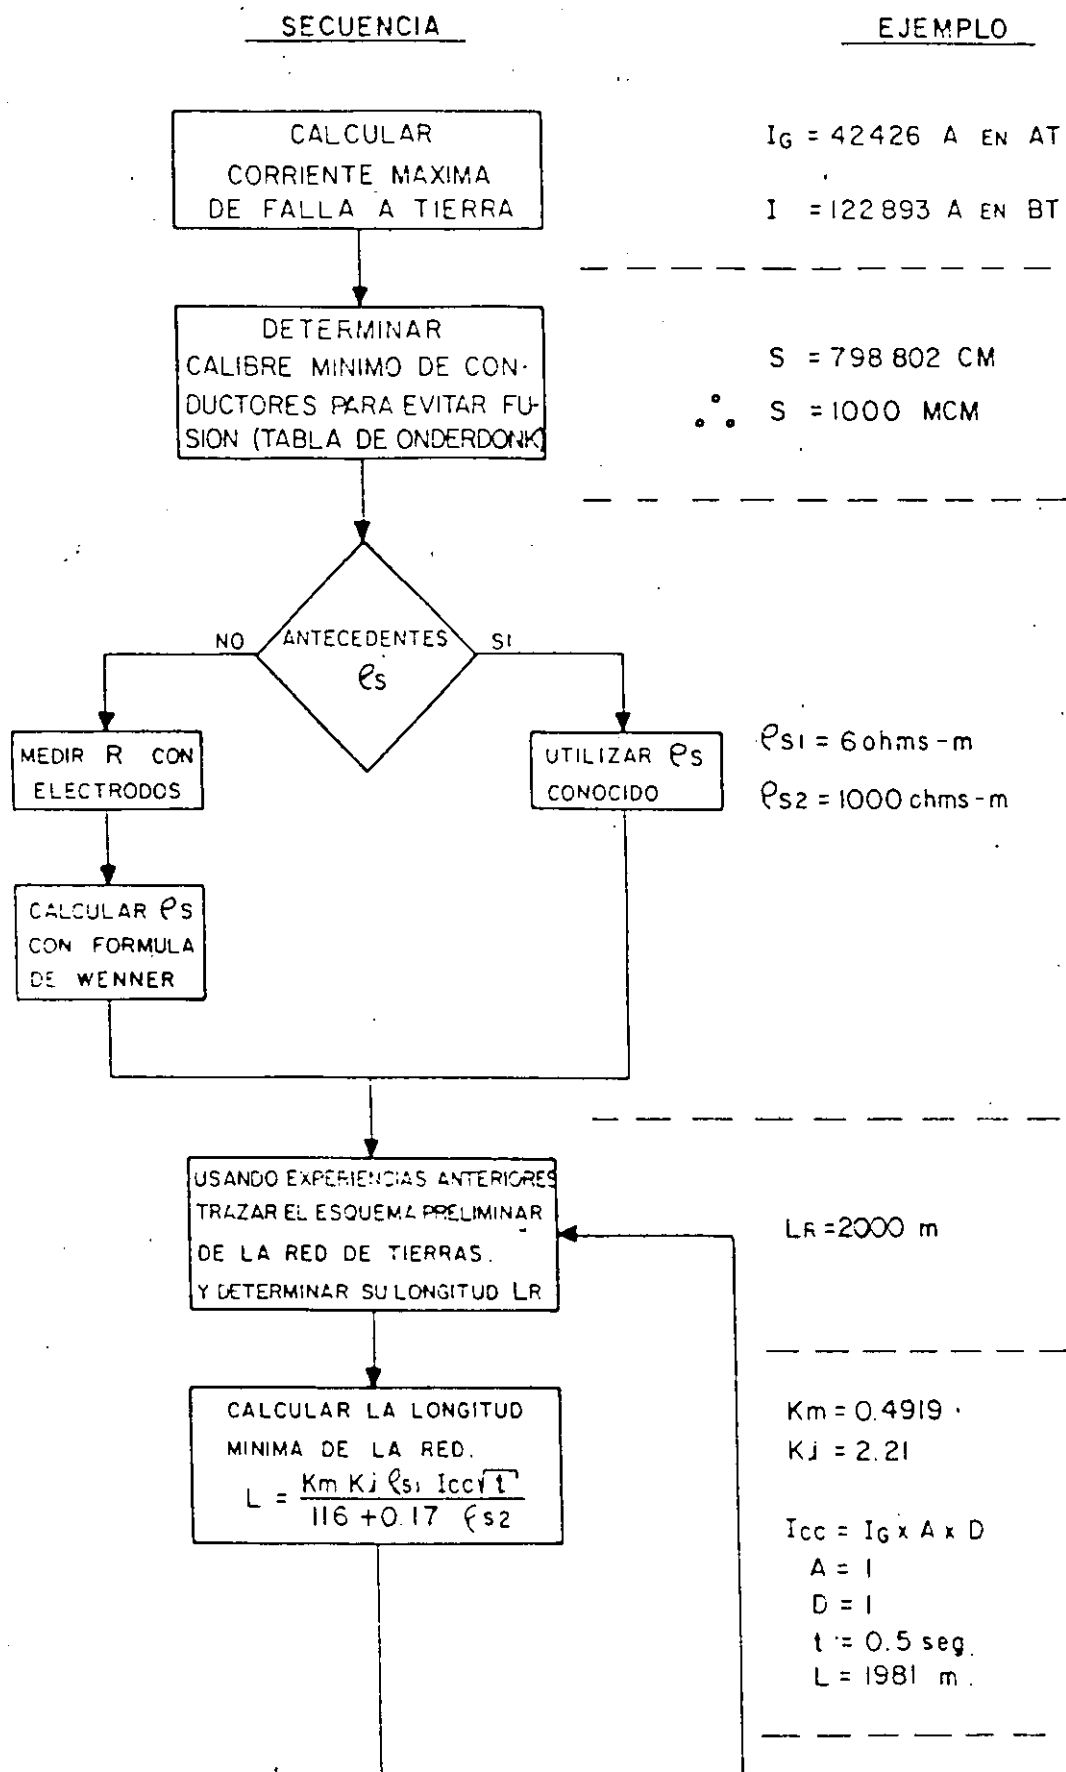 SECUENCIA
EJEMPLO
CALCULAR
CORRIENTE MAXIMA
DE FALLA A TIERRA
IG = 42426 A EN AT
I = 122893 A EN BT
DETERMINAR
CALIBRE MINIMO DE CON-
DUCTORES PARA EVITAR FU-
SION (TABLA DE ONDERDONK)
S = 798802 CM
∴ S = 1000 MCM
NO
ANTECEDENTES
ρs
SI
MEDIR R CON
ELECTRODOS
UTILIZAR ρs
CONOCIDO
ρs1 = 6 ohms-m
ρs2 = 1000 ohms-m
CALCULAR ρs
CON FORMULA
DE WENNER
USANDO EXPERIENCIAS ANTERIORES
TRAZAR EL ESQUEMA PRELIMINAR
DE LA RED DE TIERRAS.
Y DETERMINAR SU LONGITUD LR
LR = 2000 m
CALCULAR LA LONGITUD
MINIMA DE LA RED.
L = Km Kj ρs1 Icc √t / 116 + 0.17 ρs2
Km = 0.4919
KJ = 2.21
Icc = IG x A x D
A = 1
D = 1
t = 0.5 seg.
L = 1981 m.